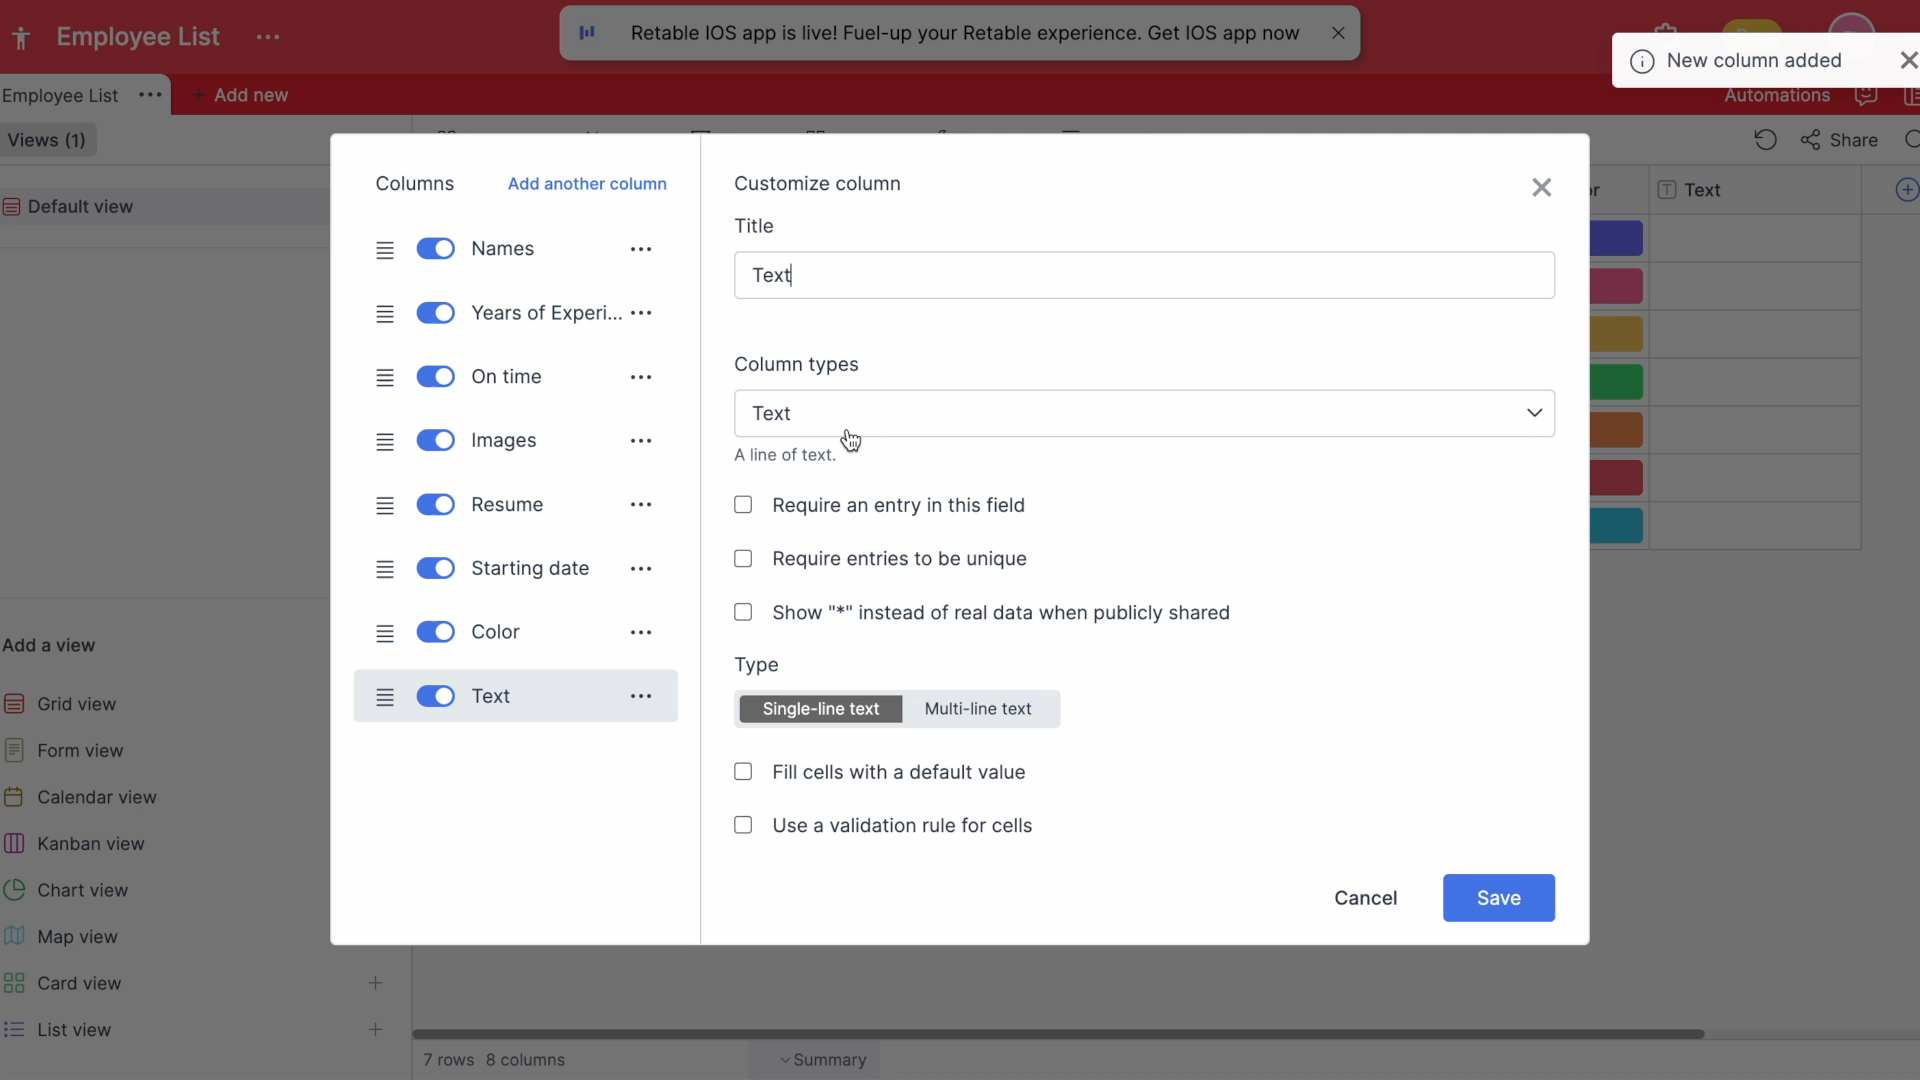 Employee List
Retable IOS app is live! Fuel-up your Retable experience. Get IOS app now
New column added
Employee List
Add new
Automations
Views (1)
Share
Default view
Columns
Add another column
Names
Years of Experi...
On time
Images
Resume
Starting date
Color
Text
Customize column
Title
Text
Column types
Text
A line of text.
Require an entry in this field
Require entries to be unique
Show "*" instead of real data when publicly shared
Type
Single-line text
Multi-line text
Fill cells with a default value
Use a validation rule for cells
Cancel
Save
Text
Add a view
Grid view
Form view
Calendar view
Kanban view
Chart view
Map view
Card view
List view
7 rows 8 columns
Summary